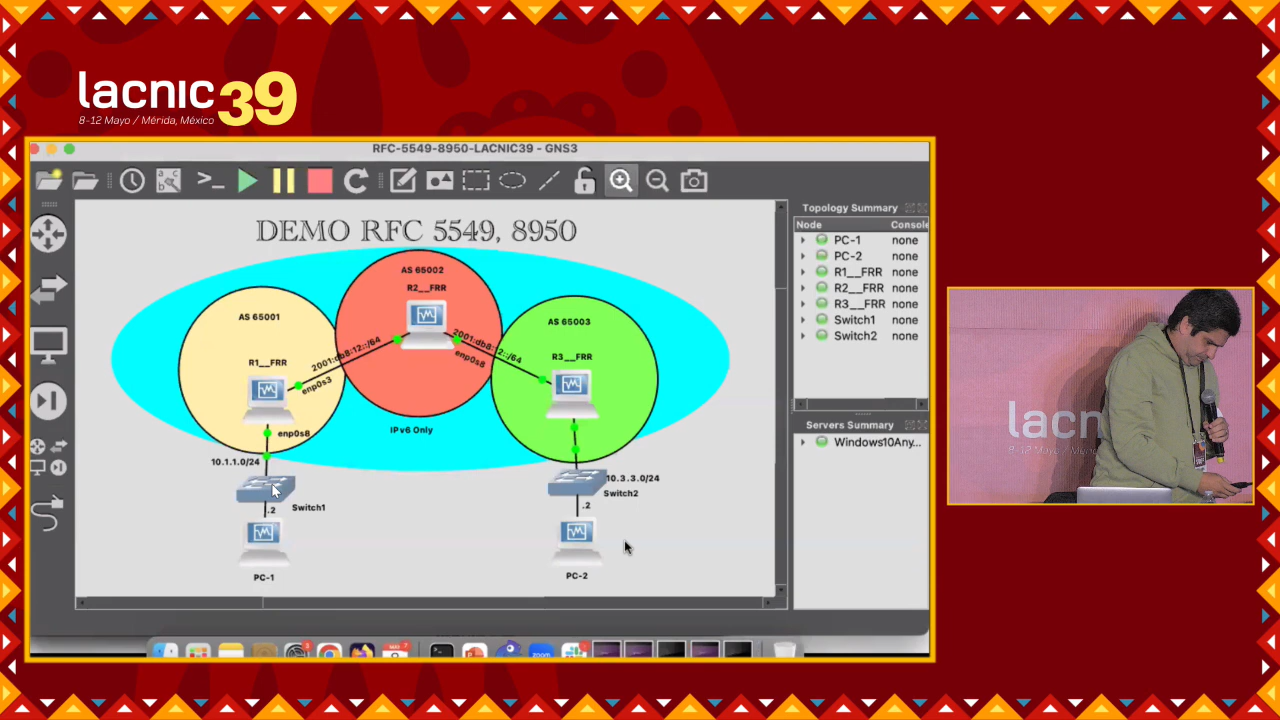 lacnic39
8-12 Mayo / Mérida, México
RFC-5549-8950-LACNIC39 - GNS3
DEMO RFC 5549, 8950
AS 65002
R2__FRR
AS 65001
AS 65003
2001:db8:12::/64
2001:db8: 2::/64
enp0s8
R1__FRR
R3__FRR
enp0s3
IPv6 Only
enp0s8
10.1.1.0/24
10.3.3.0/24
Switch1
Switch2
.2
.2
PC-1
PC-2
Topology Summary
Node Console
PC-1 none
PC-2 none
R1__FRR none
R2__FRR none
R3__FRR none
Switch1 none
Switch2 none
Servers Summary
Windows10Any...
zoom
lacn